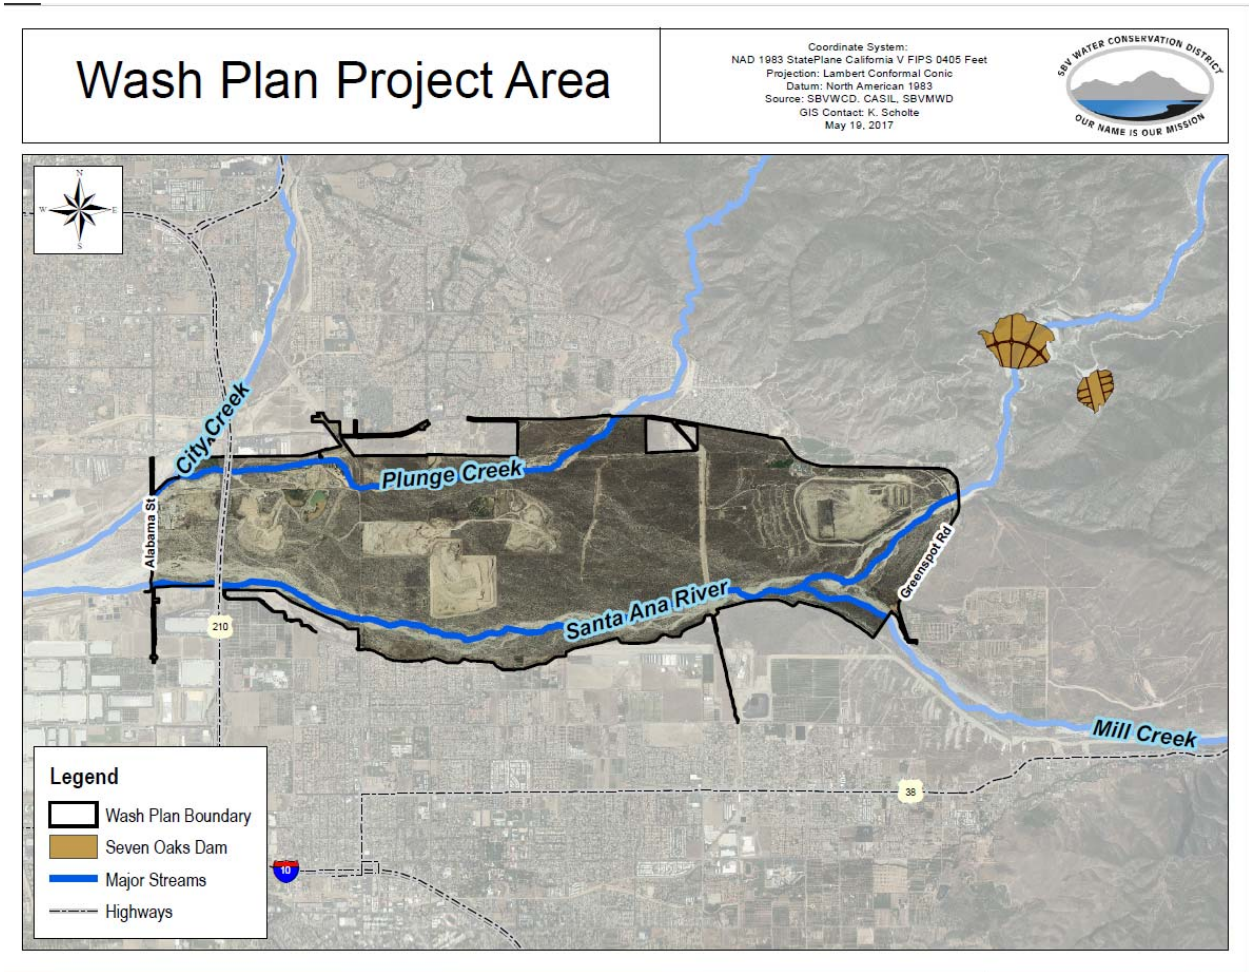 Wash Plan Project Area
Coordinate System:
NAD 1983 StatePlane California V FIPS 0405 Feet
Projection: Lambert Conformal Conic
Datum: North American 1983
Source: SBVWCD. CASIL, SBVMWD
GIS Contact: K. Scholte
May 19, 2017
SBV WATER CONSERVATION DISTRICT
OUR NAME IS OUR MISSION
N
W
E
S
City Creek
Plunge Creek
Alabama St
Greenspot Rd
Santa Ana River
210
Mill Creek
38
10
Legend
Wash Plan Boundary
Seven Oaks Dam
Major Streams
Highways